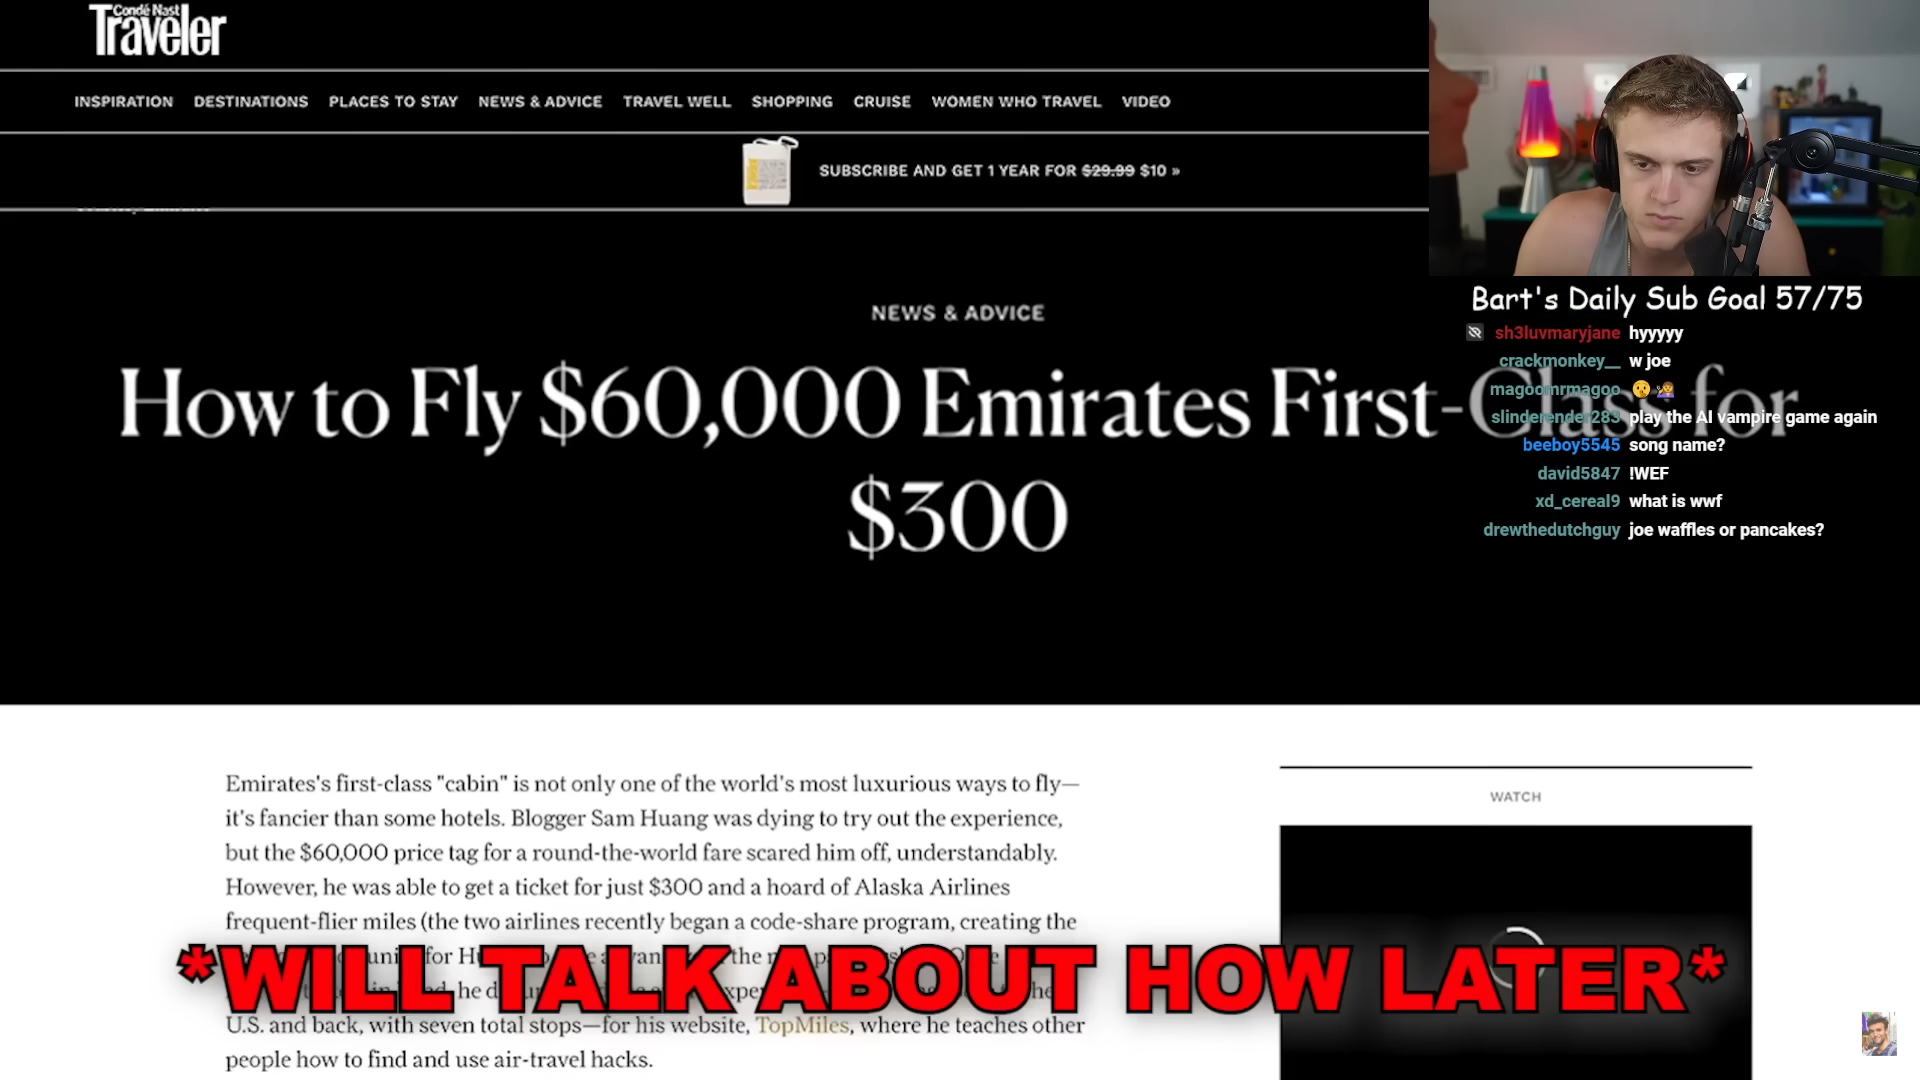 Condé Nast
Traveler
INSPIRATION DESTINATIONS PLACES TO STAY NEWS & ADVICE TRAVEL WELL SHOPPING CRUISE WOMEN WHO TRAVEL VIDEO
SUBSCRIBE AND GET 1 YEAR FOR $29.99 $10 »
NEWS & ADVICE
How to Fly $60,000 Emirates First-Class for
$300
Bart's Daily Sub Goal 57/75
sh3luvmaryjane hyyyyy
crackmonkey__ w joe
magoomrmagoo 🤢 🙎
slinderender283 play the AI vampire game again
beeboy5545 song name?
david5847 !WEF
xd_cereal9 what is wwf
drewthedutchguy joe waffles or pancakes?
Emirates's first-class "cabin" is not only one of the world's most luxurious ways to fly—
it's fancier than some hotels. Blogger Sam Huang was dying to try out the experience,
but the $60,000 price tag for a round-the-world fare scared him off, understandably.
However, he was able to get a ticket for just $300 and a hoard of Alaska Airlines
frequent-flier miles (the two airlines recently began a code-share program, creating the
for the
he
*WILL TALK ABOUT HOW LATER*
U.S. and back, with seven total stops—for his website, TopMiles, where he teaches other
people how to find and use air-travel hacks.
WATCH